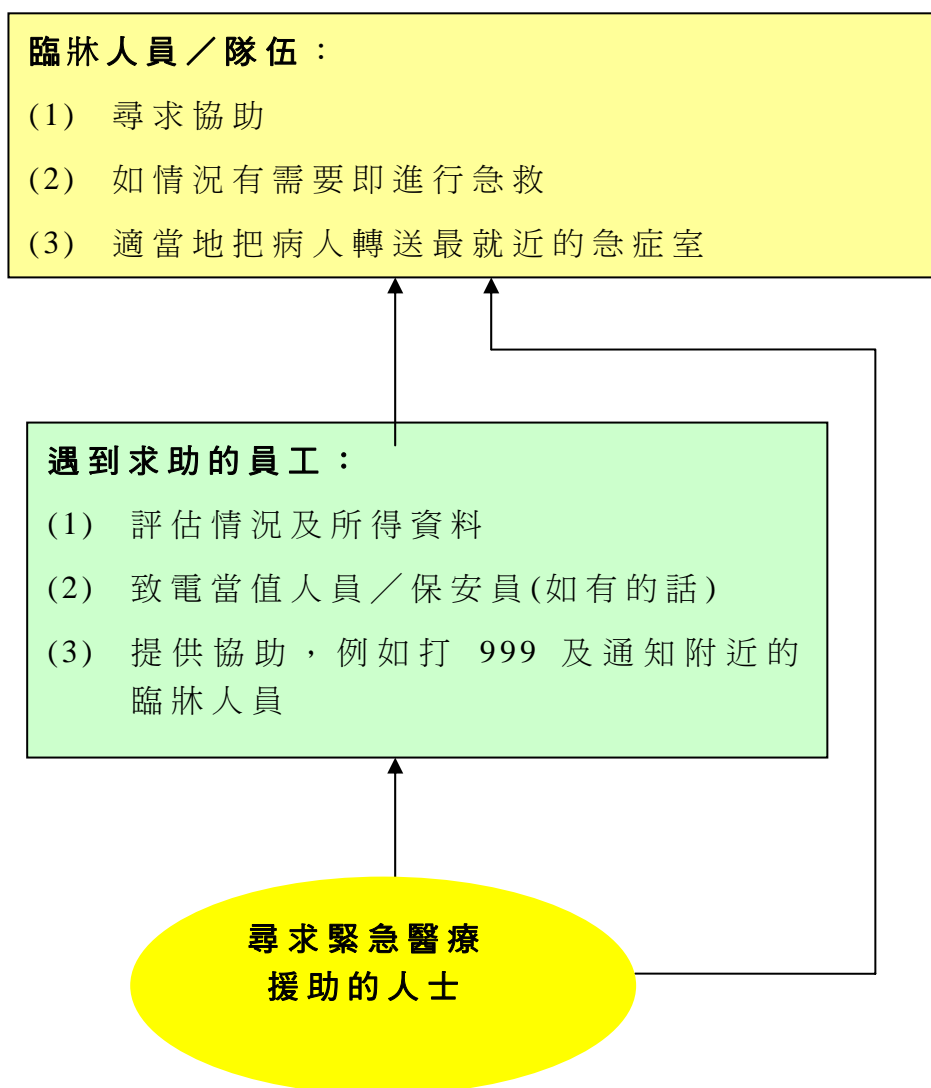 臨牀人員／隊伍：
(1) 尋求協助
(2) 如情況有需要即進行急救
(3) 適當地把病人轉送最就近的急症室
遇到求助的員工：
(1) 評估情況及所得資料
(2) 致電當值人員／保安員(如有的話)
(3) 提供協助，例如打 999 及通知附近的
臨牀人員
尋求緊急醫療
援助的人士